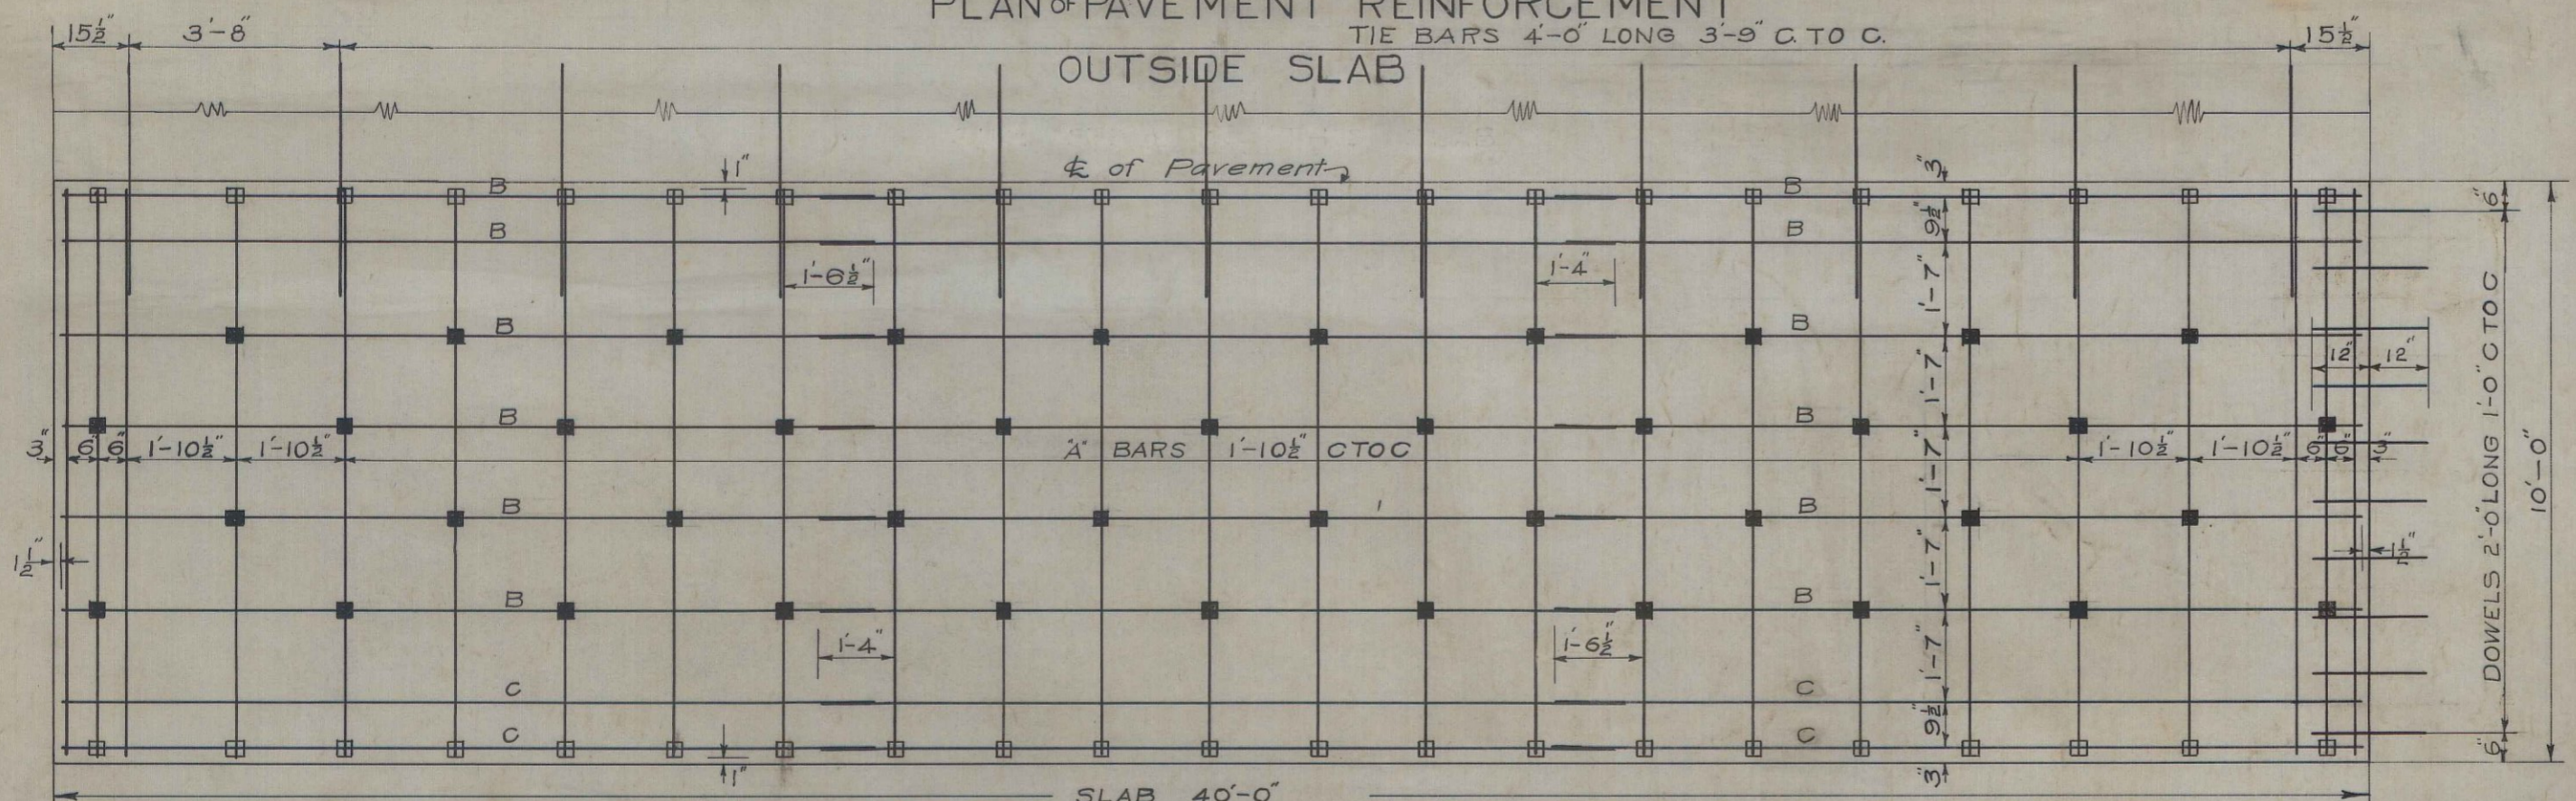 PLAN OF PAVEMENT REINFORCEMENT
15½" 3'-8" TIE BARS 4'-0" LONG 3'-9" C. TO C. 15½"
OUTSIDE SLAB
1" ℄ of Pavement 3"
B B 6"
9½"
B B
1'-6½" 1'-4" 1'-7"
B B
12" 12"
1'-7"
B B
3" 6" 6" 1'-10½" 1'-10½" "A" BARS 1'-10½" C TO C 1'-7" 1'-10½" 1'-10½" 6" 6" 3"
DOWELS 2'-0" LONG 1'-0" C TO C
10'-0"
B B
1½" 1'-7" 1½"
B B
1'-4" 1'-6½" 1'-7"
C C
9½"
C C
1" 3" 6"
SLAB 40'-0"